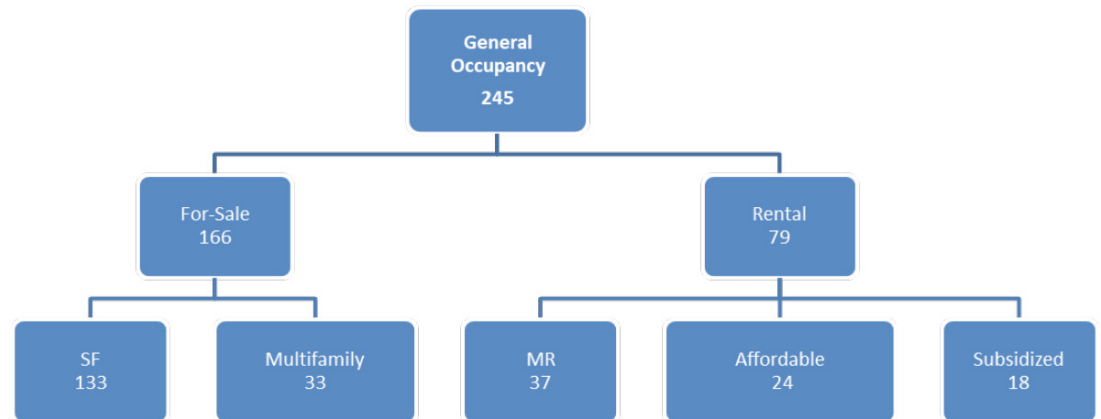 General
Occupancy
245
For-Sale
166
Rental
79
SF
133
Multifamily
33
MR
37
Affordable
24
Subsidized
18